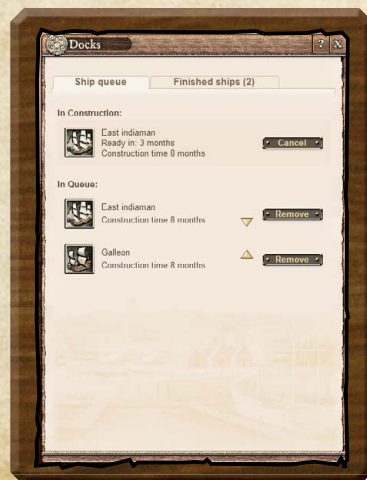 Docks
? X
Ship queue Finished ships (2)
In Construction:
East indiaman
Ready in: 3 months
Construction time 8 months
Cancel
In Queue:
East indiaman
Construction time 8 months
Remove
Galleon
Construction time 8 months
Remove